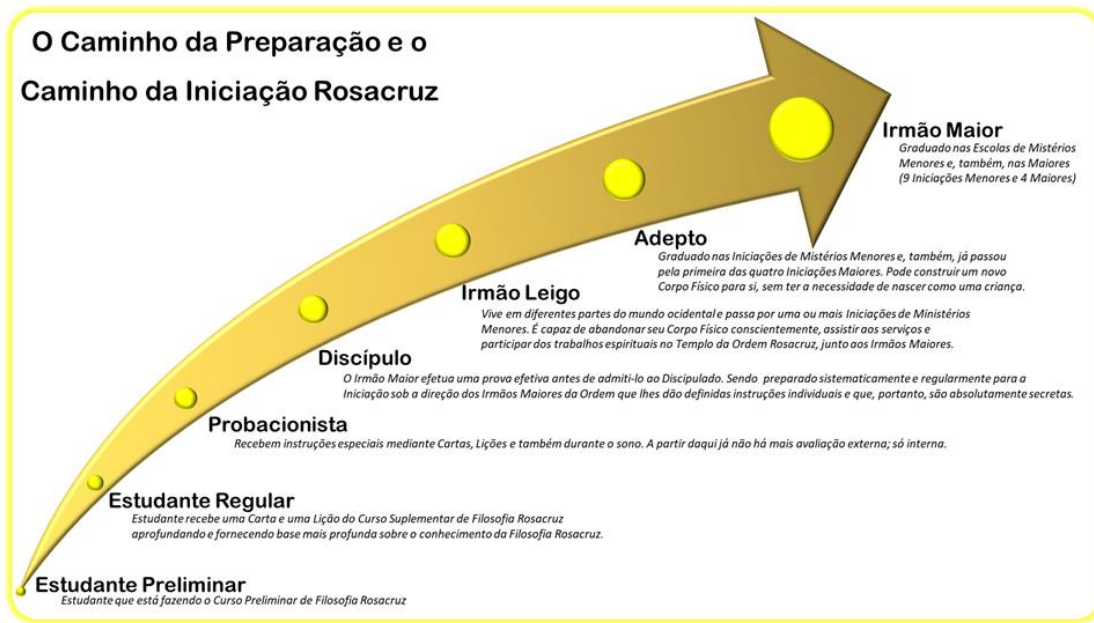 O Caminho da Preparação e o
Caminho da Iniciação Rosacruz
Irmão Maior
Graduado nas Escolas de Mistérios
Menores e, também, nas Maiores
(9 Iniciações Menores e 4 Maiores)
Adepto
Graduado nas Iniciações de Mistérios Menores e, também, já passou
pela primeira das quatro Iniciações Maiores. Pode construir um novo
Corpo Físico para si, sem ter a necessidade de nascer como uma criança.
Irmão Leigo
Vive em diferentes partes do mundo ocidental e passa por uma ou mais Iniciações de Ministérios
Menores. É capaz de abandonar seu Corpo Físico conscientemente, assistir aos serviços e
participar dos trabalhos espirituais no Templo da Ordem Rosacruz, junto aos Irmãos Maiores.
Discípulo
O Irmão Maior efetua uma prova efetiva antes de admiti-lo ao Discipulado. Sendo preparado sistematicamente e regularmente para a
Iniciação sob a direção dos Irmãos Maiores da Ordem que lhes dão definidas instruções individuais e que, portanto, são absolutamente secretas.
Probacionista
Recebem instruções especiais mediante Cartas, Lições e também durante o sono. A partir daqui já não há mais avaliação externa; só interna.
Estudante Regular
Estudante recebe uma Carta e uma Lição do Curso Suplementar de Filosofia Rosacruz
aprofundando e fornecendo base mais profunda sobre o conhecimento da Filosofia Rosacruz.
Estudante Preliminar
Estudante que está fazendo o Curso Preliminar de Filosofia Rosacruz